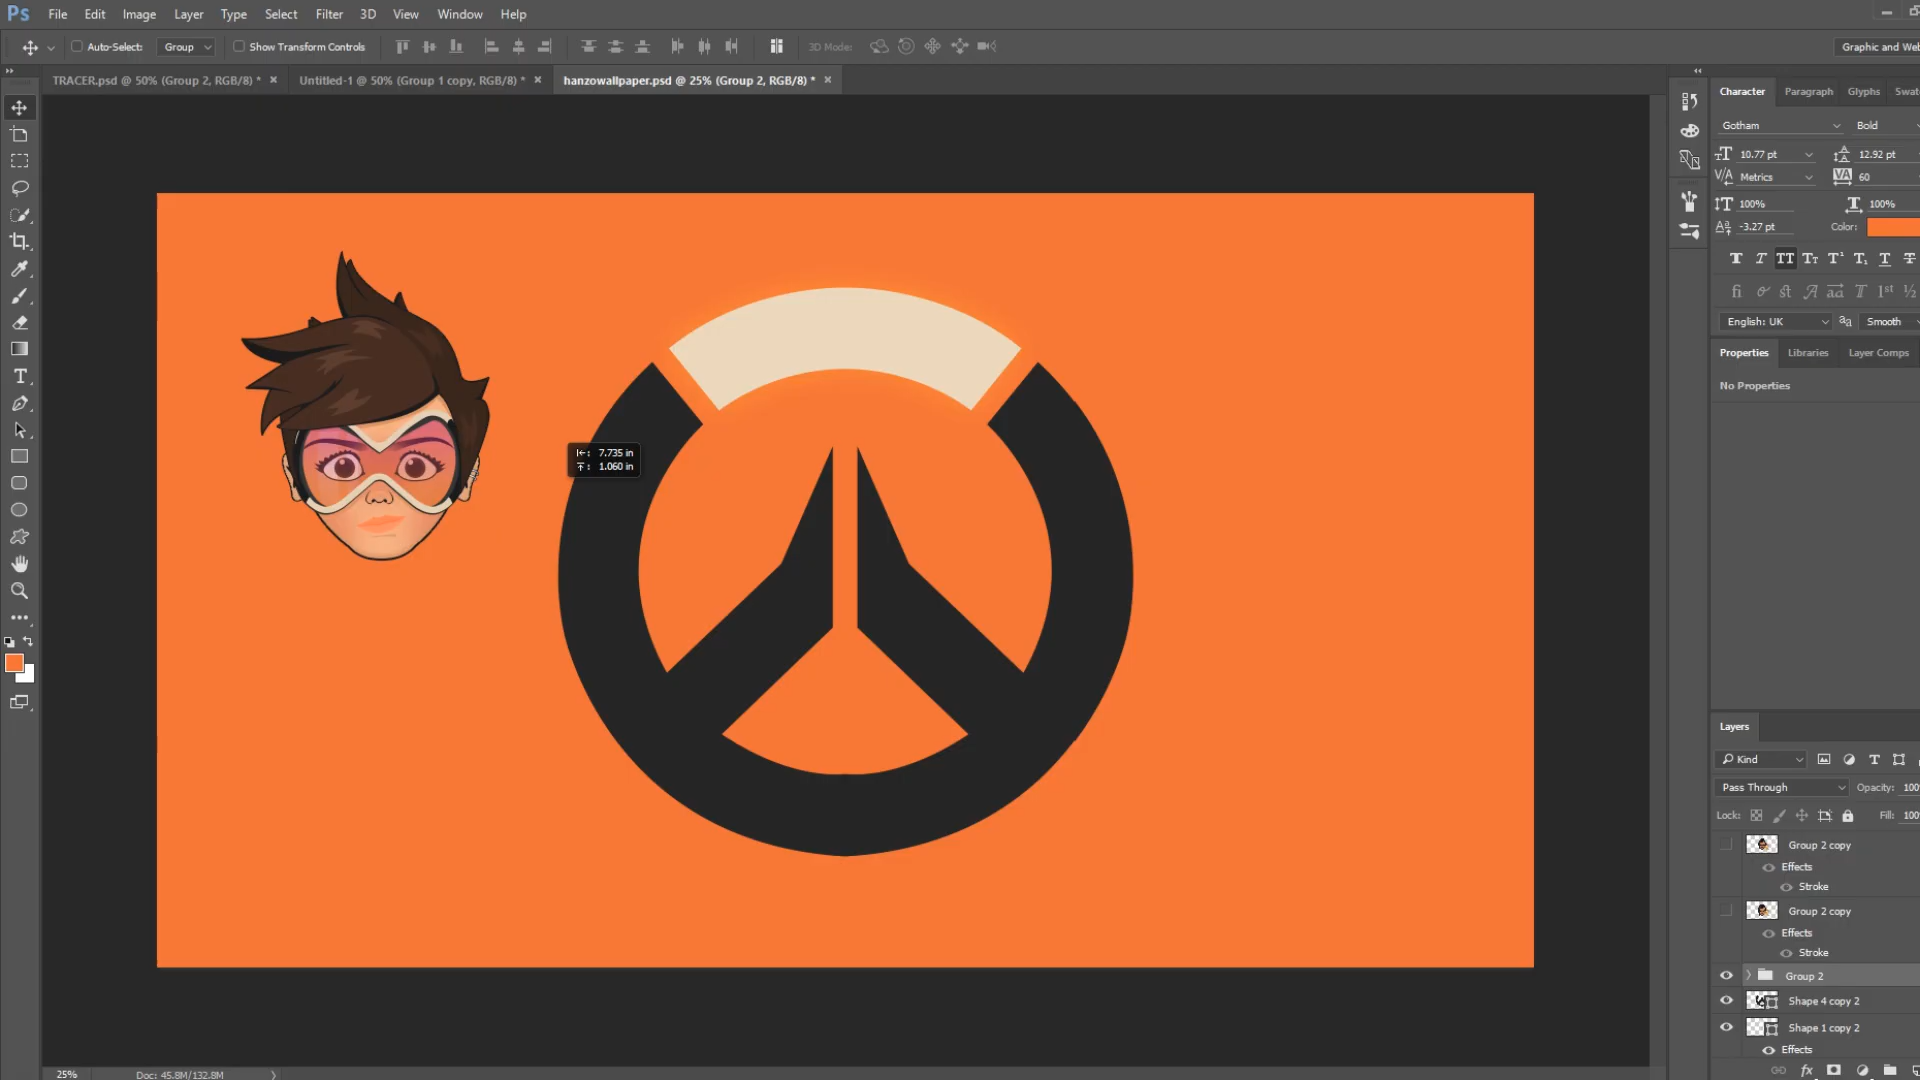 Ps File Edit Image Layer Type Select Filter 3D View Window Help
Auto-Select: Group Show Transform Controls 3D Mode: Graphic and Web
TRACER.psd @ 50% (Group 2, RGB/8) * Untitled-1 @ 50% (Group 1 copy, RGB/8) * hanzowallpaper.psd @ 25% (Group 2, RGB/8) *
Character Paragraph Glyphs Swat
Gotham Bold
10.77 pt 12.92 pt
Metrics 60
100% 100%
-3.27 pt Color:
English: UK Smooth
Properties Libraries Layer Comps
No Properties
7.735 in
1.060 in
Layers
Kind
Pass Through Opacity: 100
Lock: Fill: 100
Group 2 copy
Effects
Stroke
Group 2 copy
Effects
Stroke
Group 2
Shape 4 copy 2
Shape 1 copy 2
Effects
25% Doc: 45.8M/132.8M